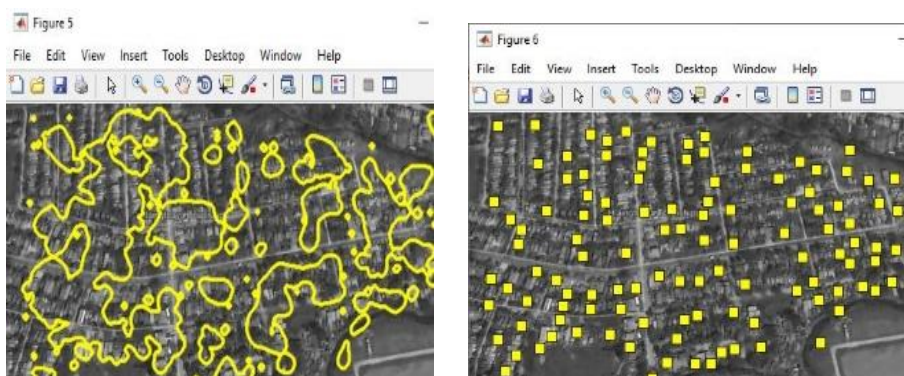 Figure 5
File Edit View Insert Tools Desktop Window Help
Figure 6
File Edit View Insert Tools Desktop Window Help